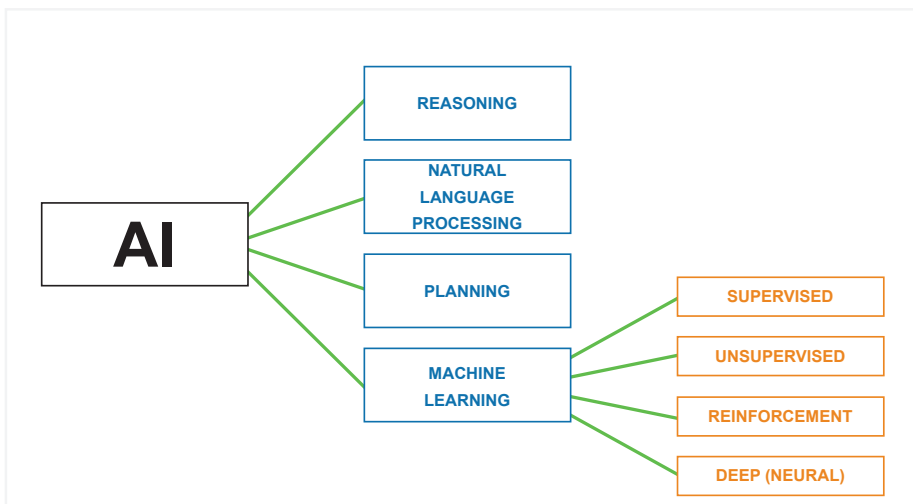 AI
REASONING
NATURAL
LANGUAGE
PROCESSING
PLANNING
MACHINE
LEARNING
SUPERVISED
UNSUPERVISED
REINFORCEMENT
DEEP (NEURAL)